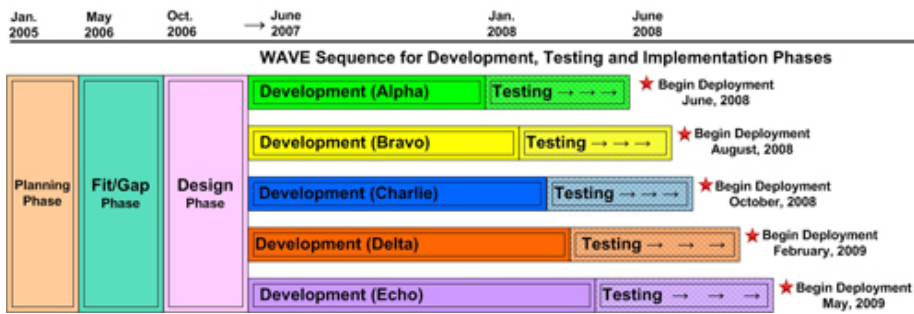 Jan. May Oct. → June Jan. June
2005 2006 2006 2007 2008 2008
WAVE Sequence for Development, Testing and Implementation Phases
Development (Alpha) Testing → → → Begin Deployment
June, 2008
Development (Bravo) Testing → → → Begin Deployment
August, 2008
Planning
Phase
Fit/Gap
Phase
Design
Phase
Development (Charlie) Testing → → → Begin Deployment
October, 2008
Development (Delta) Testing → → → Begin Deployment
February, 2009
Development (Echo) Testing → → → Begin Deployment
May, 2009